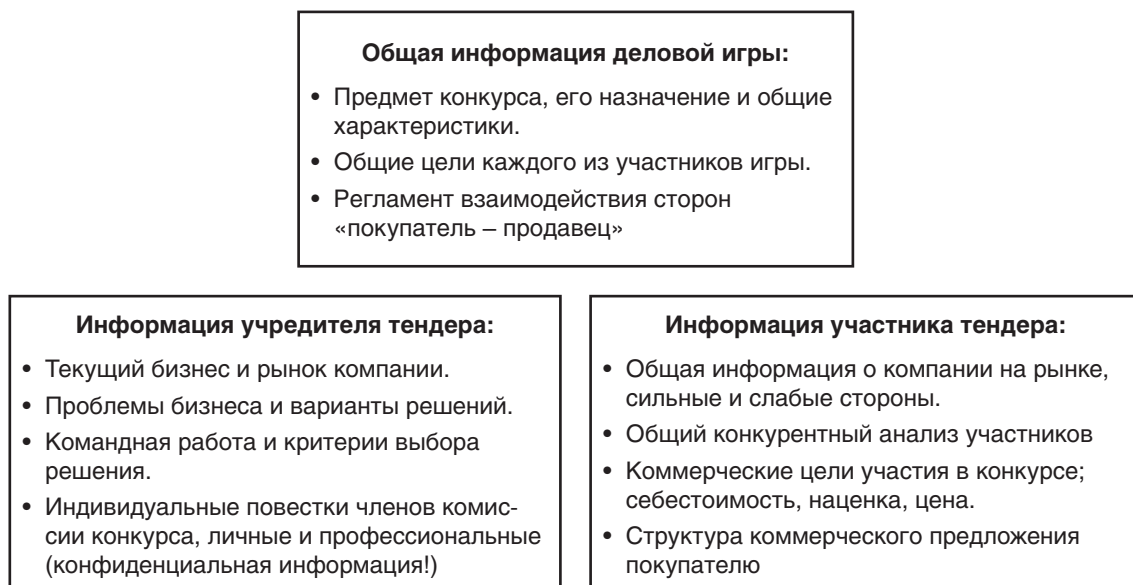 Общая информация деловой игры:
• Предмет конкурса, его назначение и общие
характеристики.
• Общие цели каждого из участников игры.
• Регламент взаимодействия сторон
«покупатель – продавец»
Информация учредителя тендера:
• Текущий бизнес и рынок компании.
• Проблемы бизнеса и варианты решений.
• Командная работа и критерии выбора
решения.
• Индивидуальные повестки членов комис-
сии конкурса, личные и профессиональные
(конфиденциальная информация!)
Информация участника тендера:
• Общая информация о компании на рынке,
сильные и слабые стороны.
• Общий конкурентный анализ участников
• Коммерческие цели участия в конкурсе;
себестоимость, наценка, цена.
• Структура коммерческого предложения
покупателю